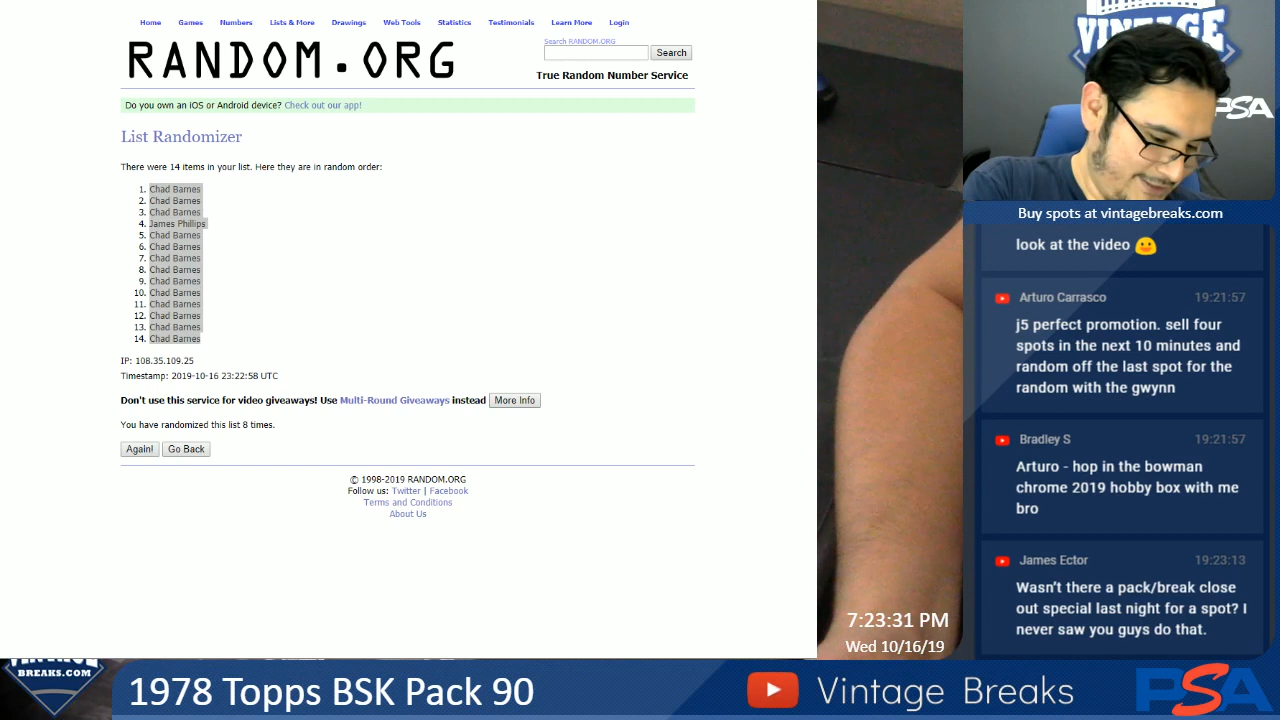 Home Games Numbers Lists & More Drawings Web Tools Statistics Testimonials Learn More Login
RANDOM.ORG
Search RANDOM.ORG
Search
True Random Number Service
Do you own an iOS or Android device? Check out our app!
List Randomizer
There were 14 items in your list. Here they are in random order:
1. Chad Barnes
2. Chad Barnes
3. Chad Barnes
4. James Phillips
5. Chad Barnes
6. Chad Barnes
7. Chad Barnes
8. Chad Barnes
9. Chad Barnes
10. Chad Barnes
11. Chad Barnes
12. Chad Barnes
13. Chad Barnes
14. Chad Barnes
IP: 108.35.109.25
Timestamp: 2019-10-16 23:22:58 UTC
Don't use this service for video giveaways! Use Multi-Round Giveaways instead More Info
You have randomized this list 8 times.
Again! Go Back
© 1998-2019 RANDOM.ORG
Follow us: Twitter | Facebook
Terms and Conditions
About Us
VINTAGE
PSA
Buy spots at vintagebreaks.com
look at the video
Arturo Carrasco 19:21:57
j5 perfect promotion. sell four
spots in the next 10 minutes and
random off the last spot for the
random with the gwynn
Bradley S 19:21:57
Arturo - hop in the bowman
chrome 2019 hobby box with me
bro
James Ector 19:23:13
Wasn't there a pack/break close
out special last night for a spot? I
never saw you guys do that.
7:23:31 PM
Wed 10/16/19
VINTAGE
BREAKS.COM
1978 Topps BSK Pack 90
Vintage Breaks
PSA